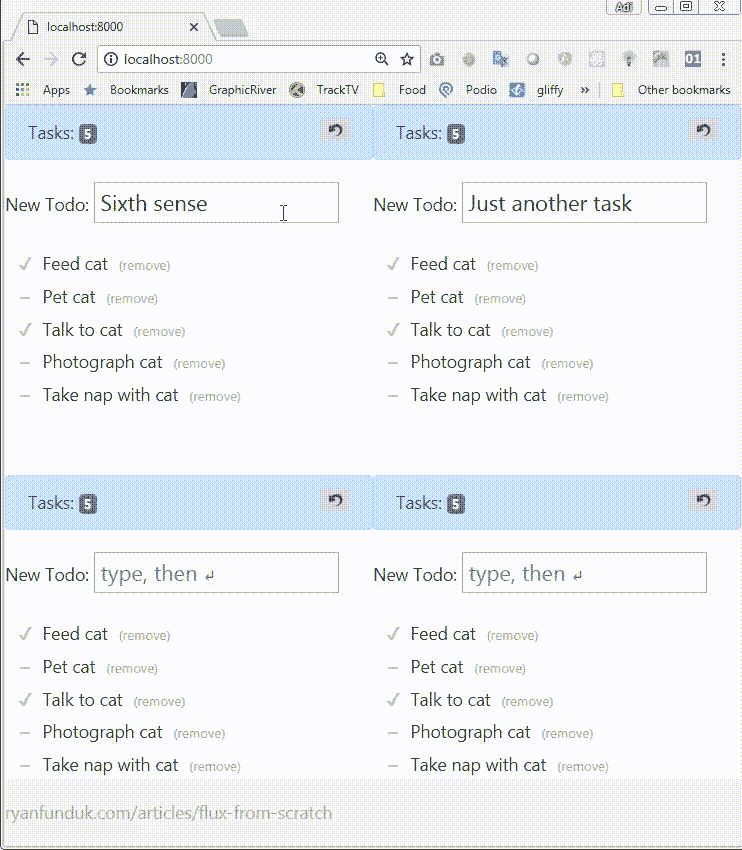 Adi
localhost:8000
localhost:8000
Apps Bookmarks GraphicRiver TrackTV Food Podio gliffy » Other bookmarks
Tasks: 5 Tasks: 5
New Todo: Sixth sense New Todo: Just another task
✓ Feed cat (remove) ✓ Feed cat (remove)
– Pet cat (remove) – Pet cat (remove)
✓ Talk to cat (remove) ✓ Talk to cat (remove)
– Photograph cat (remove) – Photograph cat (remove)
– Take nap with cat (remove) – Take nap with cat (remove)
Tasks: 5 Tasks: 5
New Todo: type, then ↵ New Todo: type, then ↵
✓ Feed cat (remove) ✓ Feed cat (remove)
– Pet cat (remove) – Pet cat (remove)
✓ Talk to cat (remove) ✓ Talk to cat (remove)
– Photograph cat (remove) – Photograph cat (remove)
– Take nap with cat (remove) – Take nap with cat (remove)
ryanfunduk.com/articles/flux-from-scratch